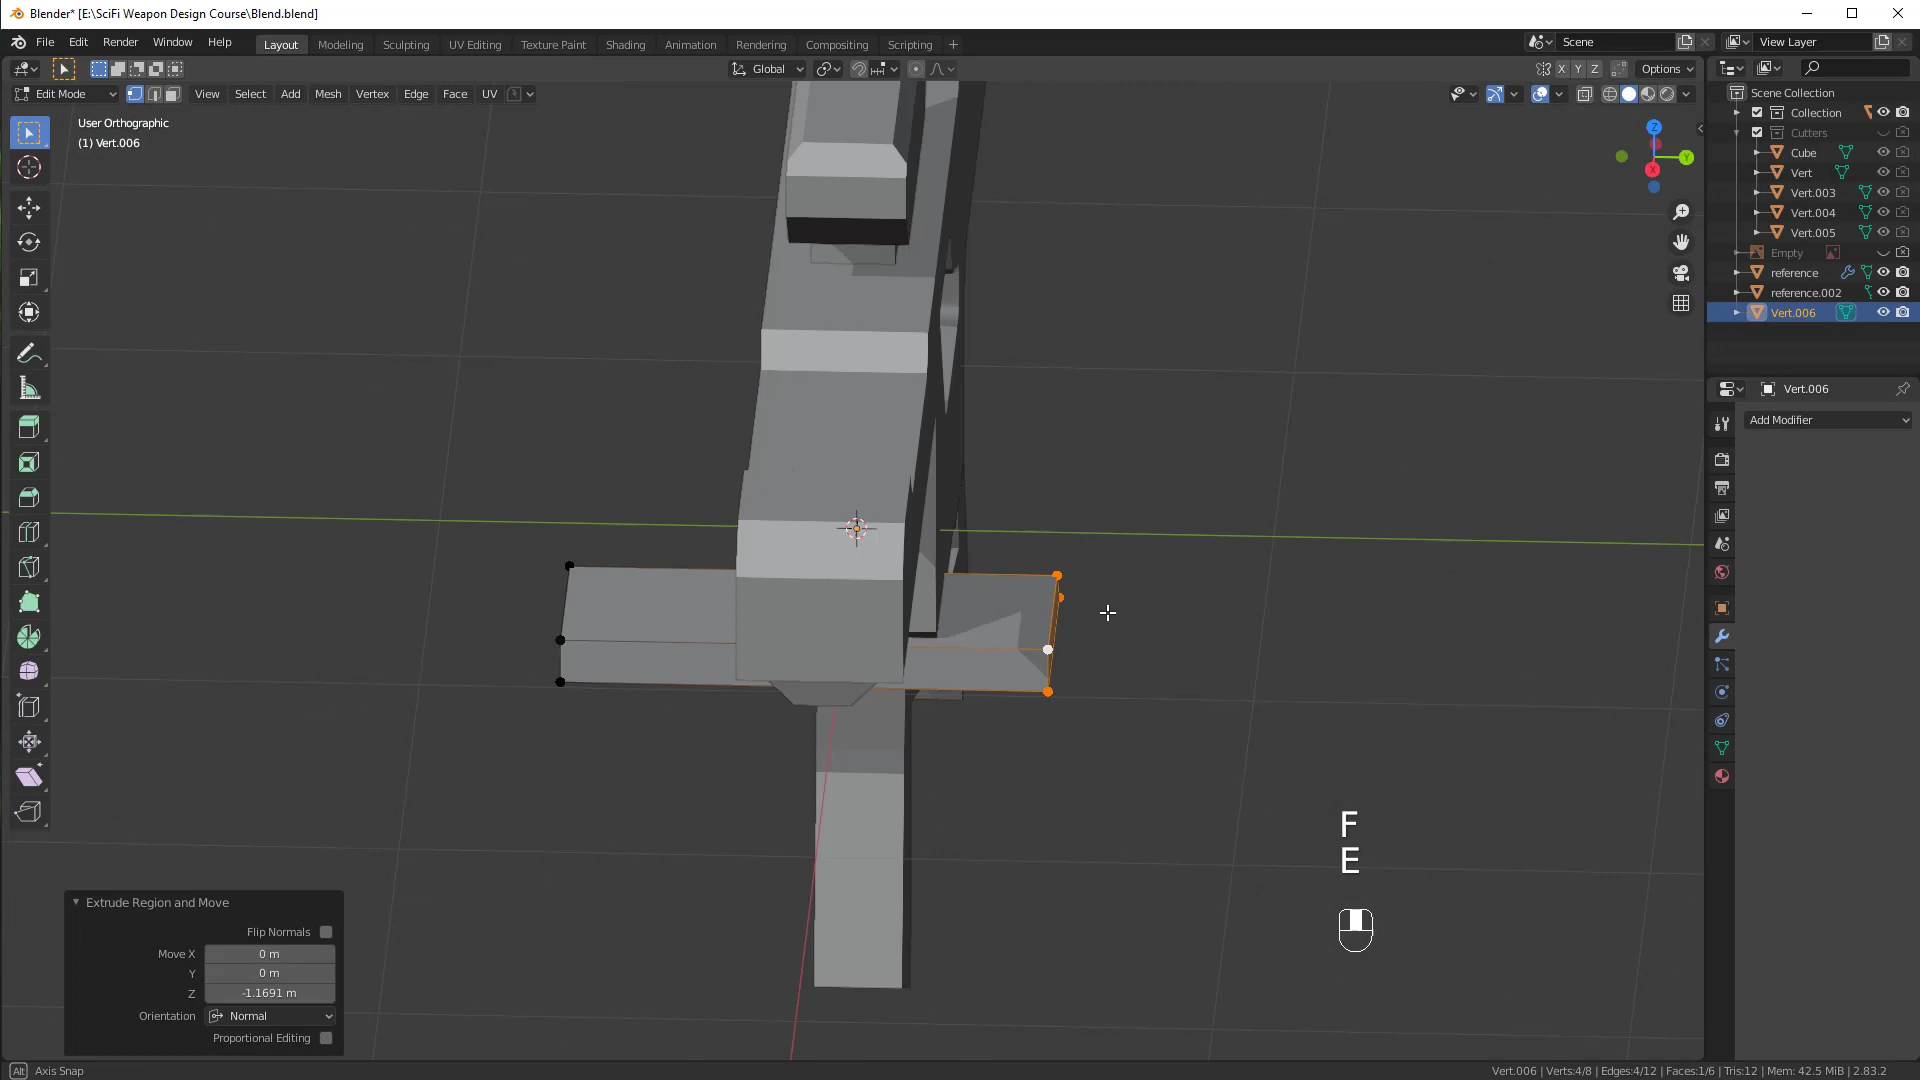 Blender* [E:\SciFi Weapon Design Course\Blend.blend]
File Edit Render Window Help Layout Modeling Sculpting UV Editing Texture Paint Shading Animation Rendering Compositing Scripting + Scene View Layer
Global X Y Z Options
Edit Mode View Select Add Mesh Vertex Edge Face UV
User Orthographic
(1) Vert.006
Z
Y
X
Scene Collection
Collection
Cutters
Cube
Vert
Vert.003
Vert.004
Vert.005
Empty
reference
reference.002
Vert.006
Vert.006
Add Modifier
F
E
Extrude Region and Move
Flip Normals
Move X 0 m
Y 0 m
Z -1.1691 m
Orientation Normal
Proportional Editing
Alt Axis Snap
Vert.006 | Verts:4/8 | Edges:4/12 | Faces:1/6 | Tris:12 | Mem: 42.5 MiB | 2.83.2